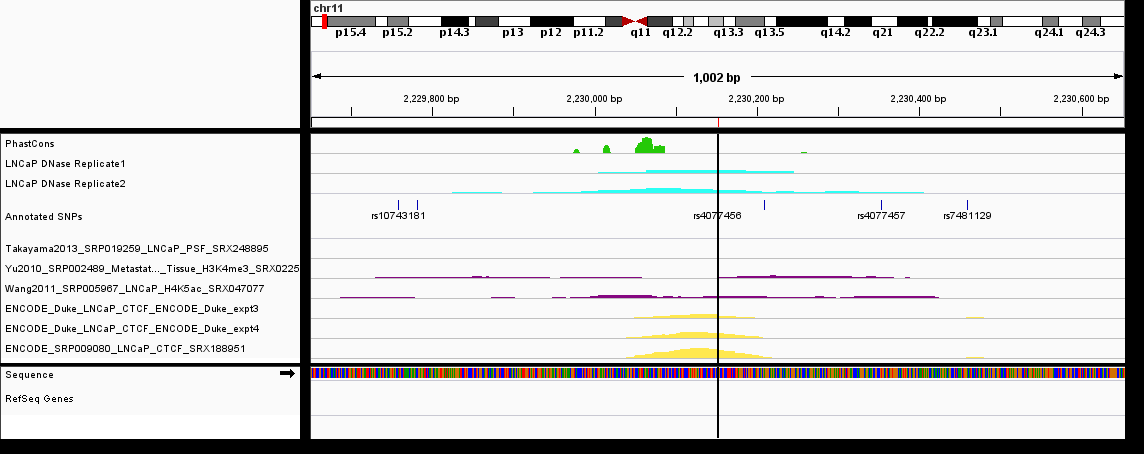 chr11
p15.4 p15.2 p14.3 p13 p12 p11.2 q11 q12.2 q13.3 q13.5 q14.2 q21 q22.2 q23.1 q24.1 q24.3
1,002 bp
2,229,800 bp 2,230,000 bp 2,230,200 bp 2,230,400 bp 2,230,600 bp
PhastCons
LNCaP DNase Replicate1
LNCaP DNase Replicate2
Annotated SNPs rs10743181 rs4077456 rs4077457 rs7481129
Takayama2013_SRP019259_LNCaP_PSF_SRX248895
Yu2010_SRP002489_Metastat..._Tissue_H3K4me3_SRX0225
Wang2011_SRP005967_LNCaP_H4K5ac_SRX047077
ENCODE_Duke_LNCaP_CTCF_ENCODE_Duke_expt3
ENCODE_Duke_LNCaP_CTCF_ENCODE_Duke_expt4
ENCODE_SRP009080_LNCaP_CTCF_SRX188951
Sequence
RefSeq Genes